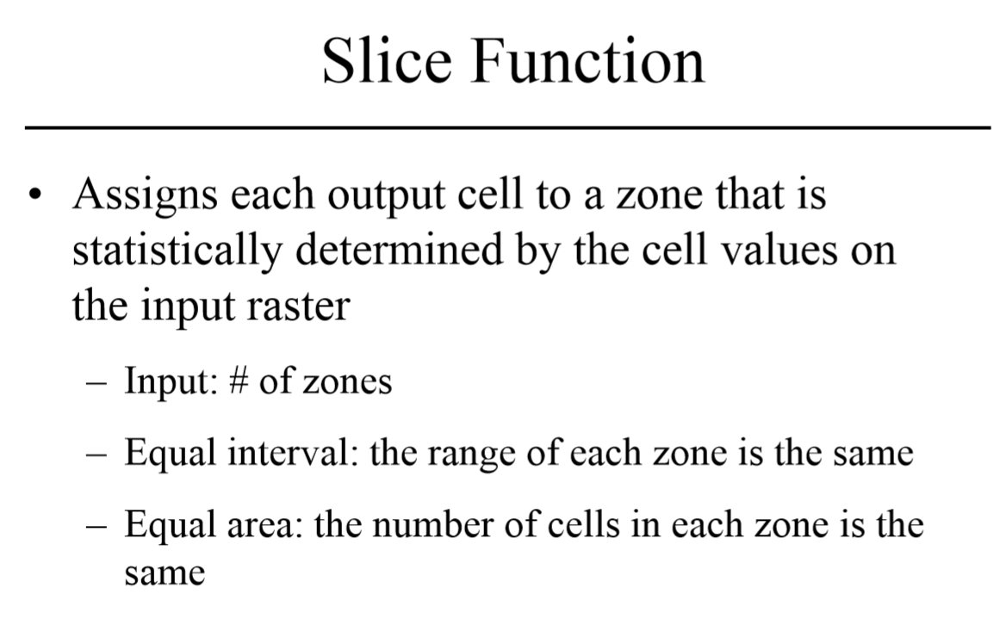 Slice Function
• Assigns each output cell to a zone that is
statistically determined by the cell values on
the input raster
– Input: # of zones
– Equal interval: the range of each zone is the same
– Equal area: the number of cells in each zone is the
same